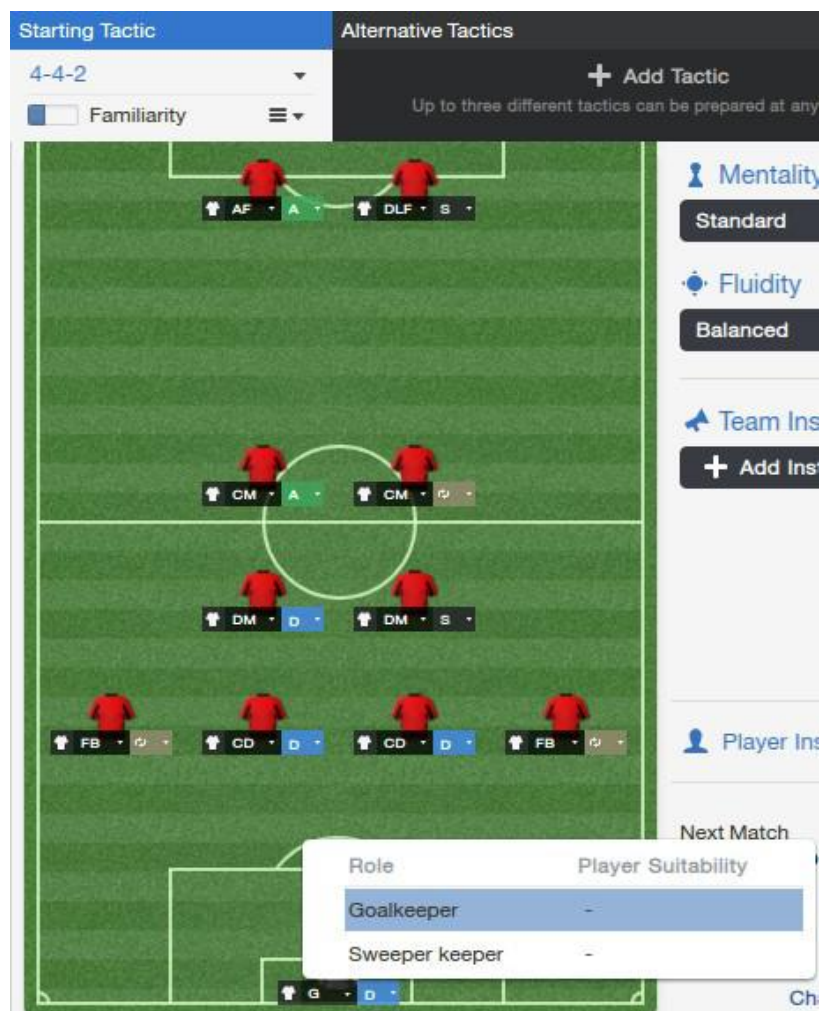 Starting Tactic
Alternative Tactics
4-4-2
Add Tactic
Familiarity
Up to three different tactics can be prepared at any
AF A
DLF S
Mentality
Standard
Fluidity
Balanced
Team Ins
Add Inst
CM A
CM
DM D
DM S
FB
CD D
CD D
FB
Player Ins
Next Match
Role Player Suitability
Goalkeeper -
Sweeper keeper -
G D
Cha